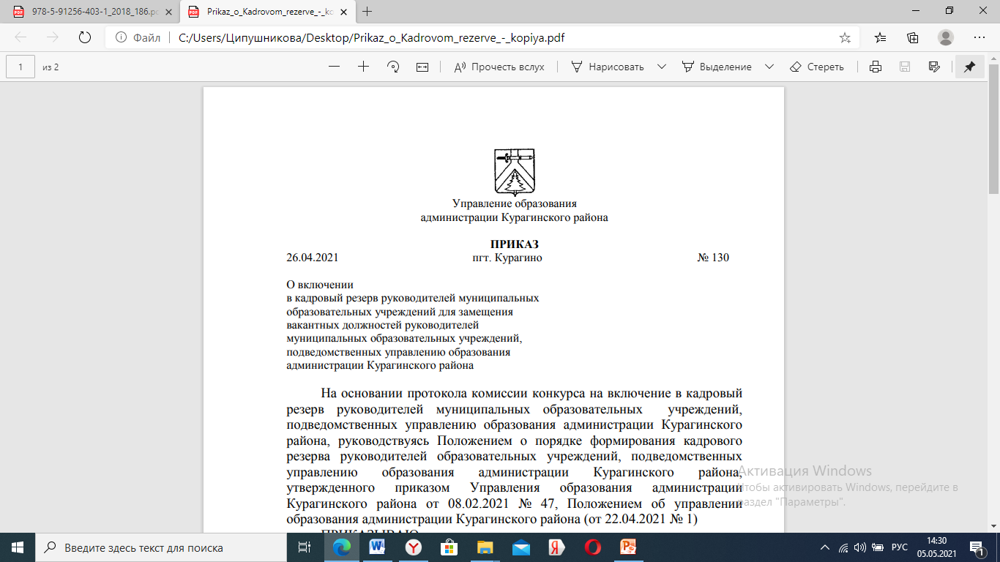 978-5-91256-403-1_2018_186.pd
Prikaz_o_Kadrovom_rezerve_-_ko
Файл
C:/Users/Ципушникова/Desktop/Prikaz_o_Kadrovom_rezerve_-_kopiya.pdf
1 из 2
Прочесть вслух
Нарисовать
Выделение
Стереть
Управление образования
администрации Курагинского района
ПРИКАЗ
26.04.2021 пгт. Курагино № 130
О включении
в кадровый резерв руководителей муниципальных
образовательных учреждений для замещения
вакантных должностей руководителей
муниципальных образовательных учреждений,
подведомственных управлению образования
администрации Курагинского района
На основании протокола комиссии конкурса на включение в кадровый
резерв руководителей муниципальных образовательных учреждений,
подведомственных управлению образования администрации Курагинского
района, руководствуясь Положением о порядке формирования кадрового
резерва руководителей образовательных учреждений, подведомственных
управлению образования администрации Курагинского района,
утвержденного приказом Управления образования администрации
Курагинского района от 08.02.2021 № 47, Положением об управлении
образования администрации Курагинского района (от 22.04.2021 № 1)
ПРИКАЗЫВАЮ
Активация Windows
Чтобы активировать Windows, перейдите в
раздел "Параметры".
Введите здесь текст для поиска
РУС
14:30
05.05.2021
1